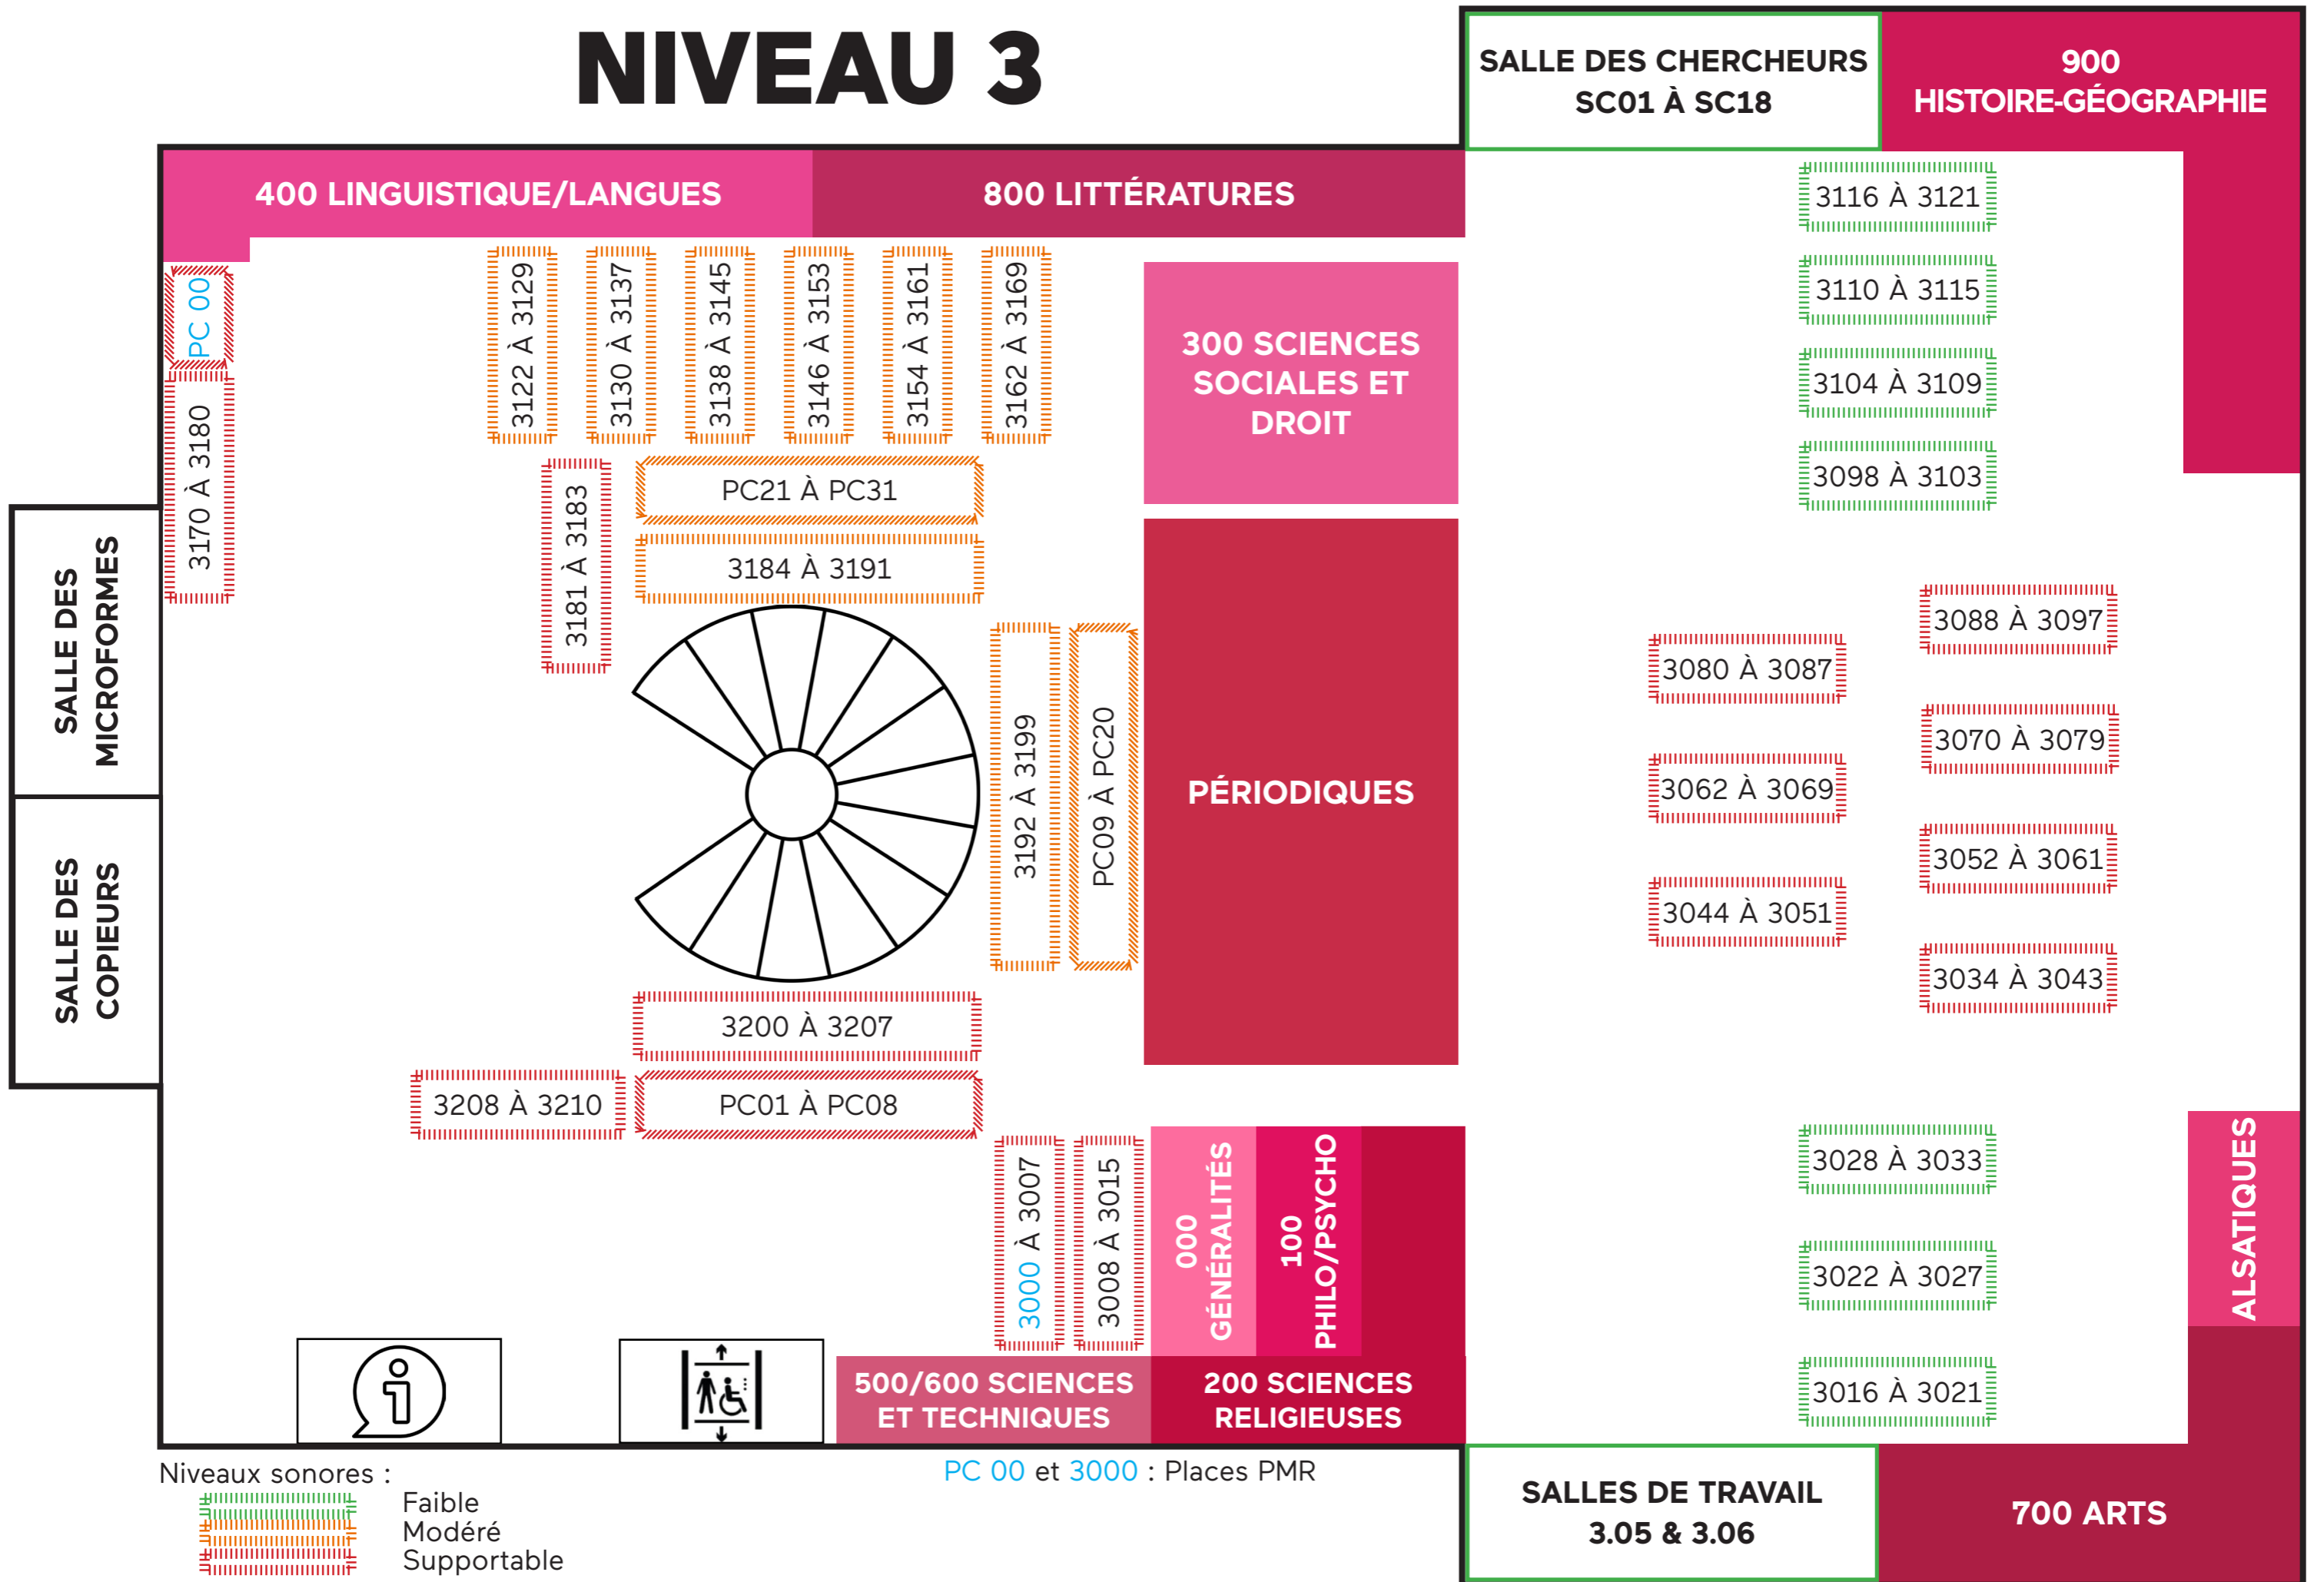 NIVEAU 3
SALLE DES CHERCHEURS
SC01 À SC18
900
HISTOIRE-GÉOGRAPHIE
400 LINGUISTIQUE/LANGUES
800 LITTÉRATURES
PC 00
3170 À 3180
3122 À 3129
3130 À 3137
3138 À 3145
3146 À 3153
3154 À 3161
3162 À 3169
300 SCIENCES
SOCIALES ET
DROIT
3116 À 3121
3110 À 3115
3104 À 3109
3098 À 3103
PC21 À PC31
3184 À 3191
3181 À 3183
SALLE DES
MICROFORMES
SALLE DES
COPIEURS
3192 À 3199
PC09 À PC20
PÉRIODIQUES
3088 À 3097
3080 À 3087
3070 À 3079
3062 À 3069
3052 À 3061
3044 À 3051
3034 À 3043
3200 À 3207
3208 À 3210
PC01 À PC08
3000 À 3007
3008 À 3015
000
GÉNÉRALITÉS
100
PHILO/PSYCHO
3028 À 3033
3022 À 3027
3016 À 3021
ALSATIQUES
500/600 SCIENCES
ET TECHNIQUES
200 SCIENCES
RELIGIEUSES
Niveaux sonores :
Faible
Modéré
Supportable
PC 00 et 3000 : Places PMR
SALLES DE TRAVAIL
3.05 & 3.06
700 ARTS